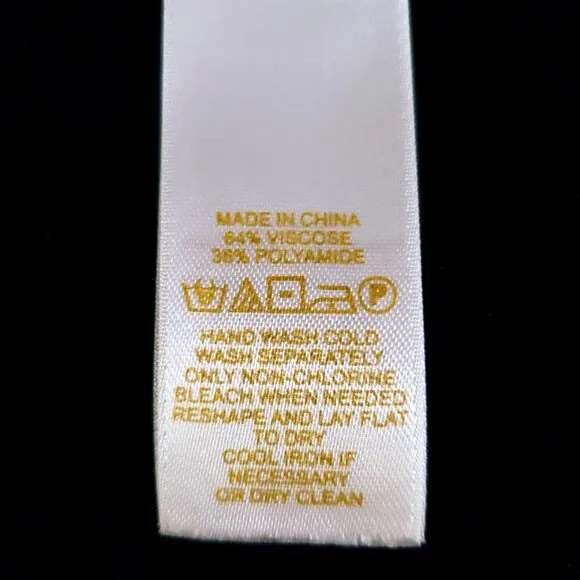 MADE IN CHINA
64% VISCOSE
36% POLYAMIDE
P
HAND WASH COLD
WASH SEPARATELY
ONLY NON-CHLORINE
BLEACH WHEN NEEDED
RESHAPE AND LAY FLAT
TO DRY
COOL IRON IF
NECESSARY
OR DRY CLEAN